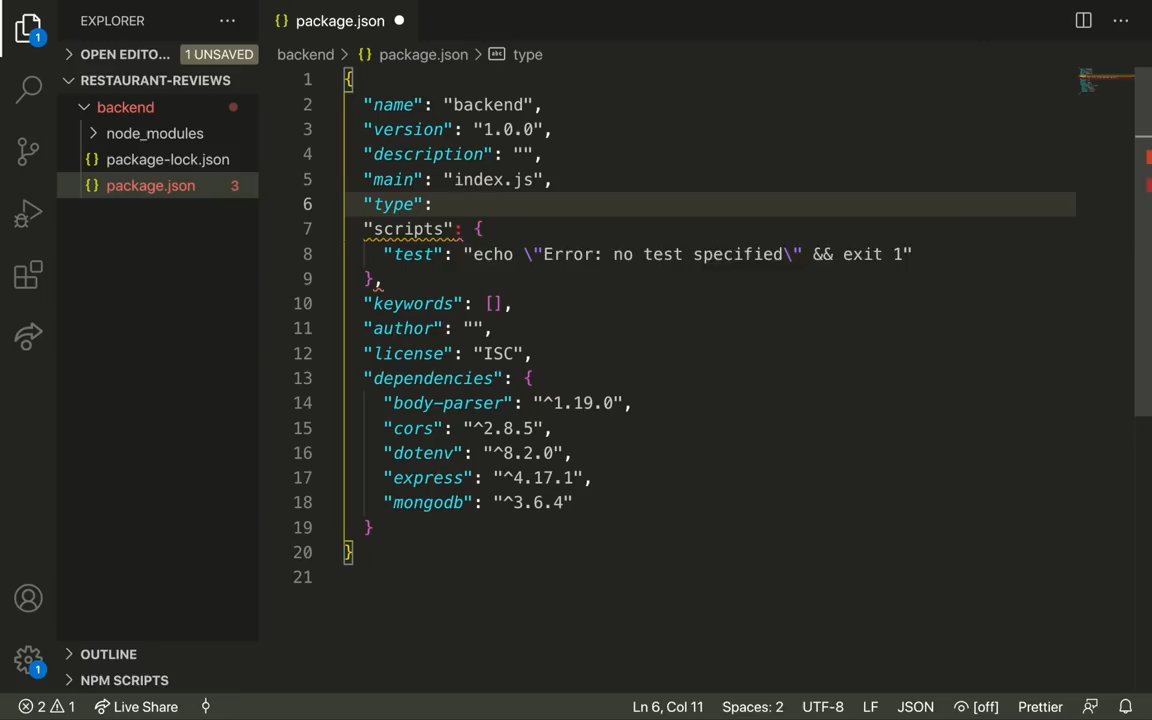 EXPLORER
···
{} package.json ●
···
OPEN EDITO...
1 UNSAVED
backend > {} package.json > abc type
RESTAURANT-REVIEWS
backend
node_modules
{} package-lock.json
{} package.json 3
1
1
1 {
2 "name": "backend",
3 "version": "1.0.0",
4 "description": "",
5 "main": "index.js",
6 "type":
7 "scripts": {
8 "test": "echo \"Error: no test specified\" && exit 1"
9 },
10 "keywords": [],
11 "author": "",
12 "license": "ISC",
13 "dependencies": {
14 "body-parser": "^1.19.0",
15 "cors": "^2.8.5",
16 "dotenv": "^8.2.0",
17 "express": "^4.17.1",
18 "mongodb": "^3.6.4"
19 }
20 }
21
OUTLINE
NPM SCRIPTS
2 1 Live Share Ln 6, Col 11 Spaces: 2 UTF-8 LF JSON [off] Prettier